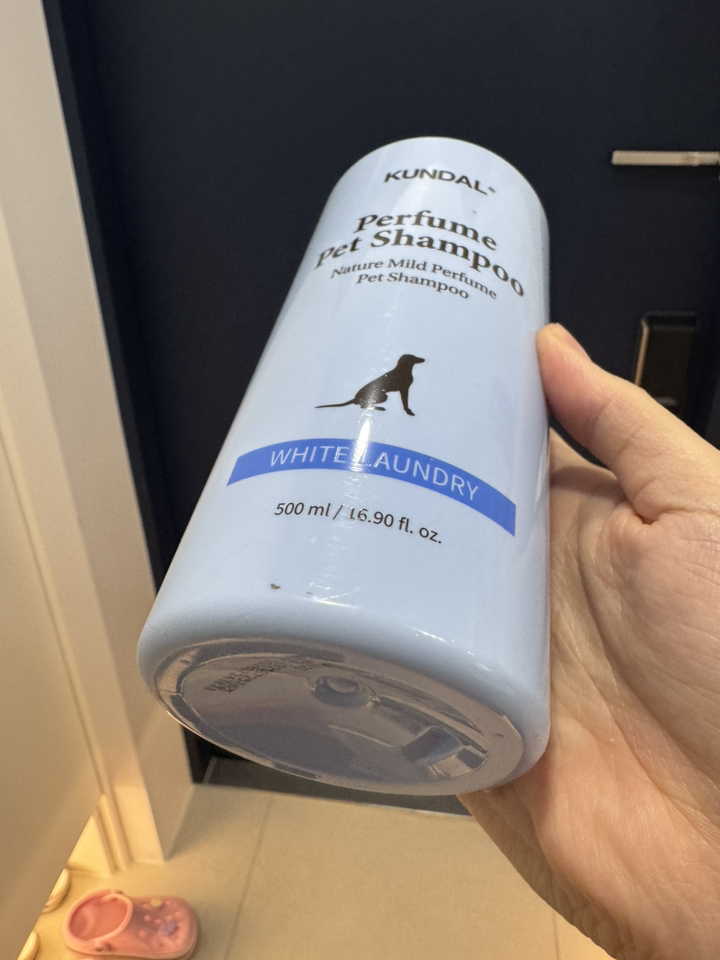 KUNDAL®
Perfume
Pet Shampoo
Nature Mild Perfume
Pet Shampoo
WHITE LAUNDRY
500 ml / 16.90 fl. oz.